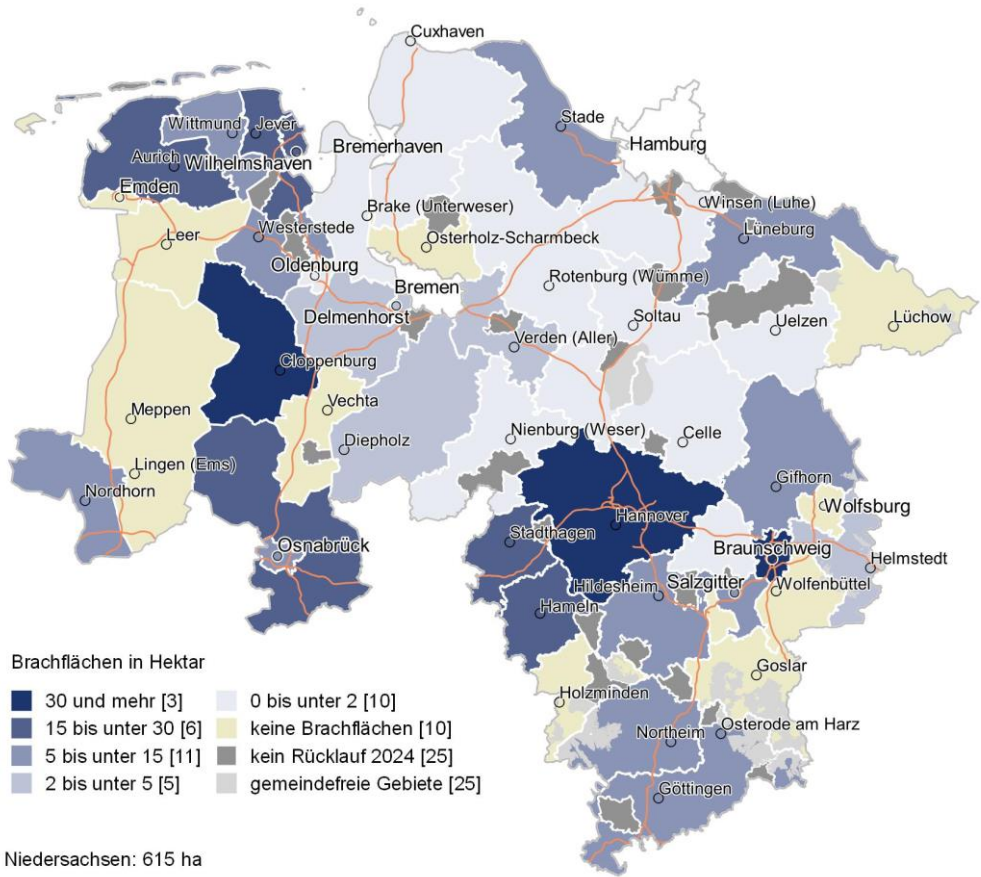 Cuxhaven
Stade
Wittmund
Jever
Hamburg
Bremerhaven
Aurich
Wilhelmshaven
Emden
Winsen (Luhe)
Brake (Unterweser)
Westerstede
Lüneburg
Leer
Osterholz-Scharmbeck
Oldenburg
Rotenburg (Wümme)
Bremen
Delmenhorst
Soltau
Uelzen
Lüchow
Verden (Aller)
Cloppenburg
Vechta
Meppen
Nienburg (Weser)
Celle
Diepholz
Lingen (Ems)
Gifhorn
Nordhorn
Wolfsburg
Hannover
Stadthagen
Osnabrück
Braunschweig
Helmstedt
Hildesheim
Salzgitter
Wolfenbüttel
Hameln
Goslar
Holzminden
Osterode am Harz
Northeim
Göttingen
Brachflächen in Hektar
30 und mehr [3]
15 bis unter 30 [6]
5 bis unter 15 [11]
2 bis unter 5 [5]
0 bis unter 2 [10]
keine Brachflächen [10]
kein Rücklauf 2024 [25]
gemeindefreie Gebiete [25]
Niedersachsen: 615 ha